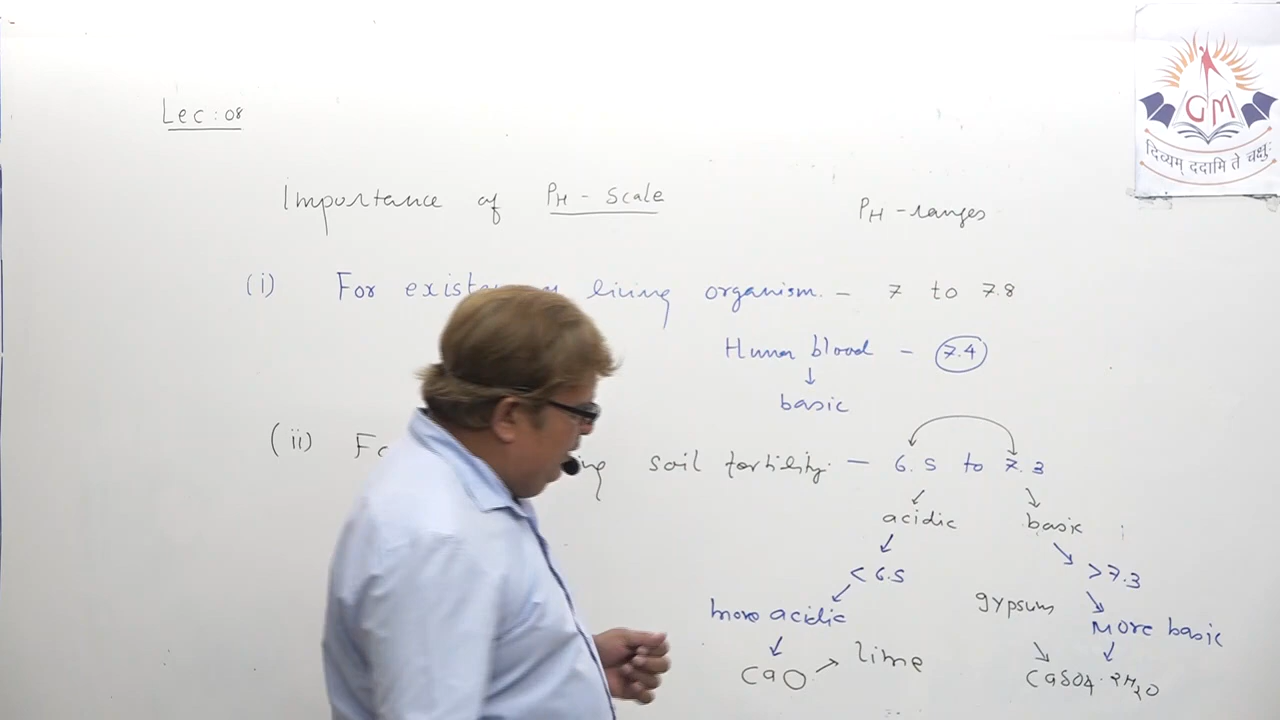 GM
दिव्यम् ददामि ते चक्षुः
Lec : 08
Importance of PH - Scale
PH - ranges
(i) For living organism. - 7 to 7.8
Human blood - 7.4
basic
(ii) soil fertility. - 6.5 to 7.3
acidic basic
< 6.5 > 7.3
more acidic gypsum More basic
CaO lime CaSO4 . 2H2O